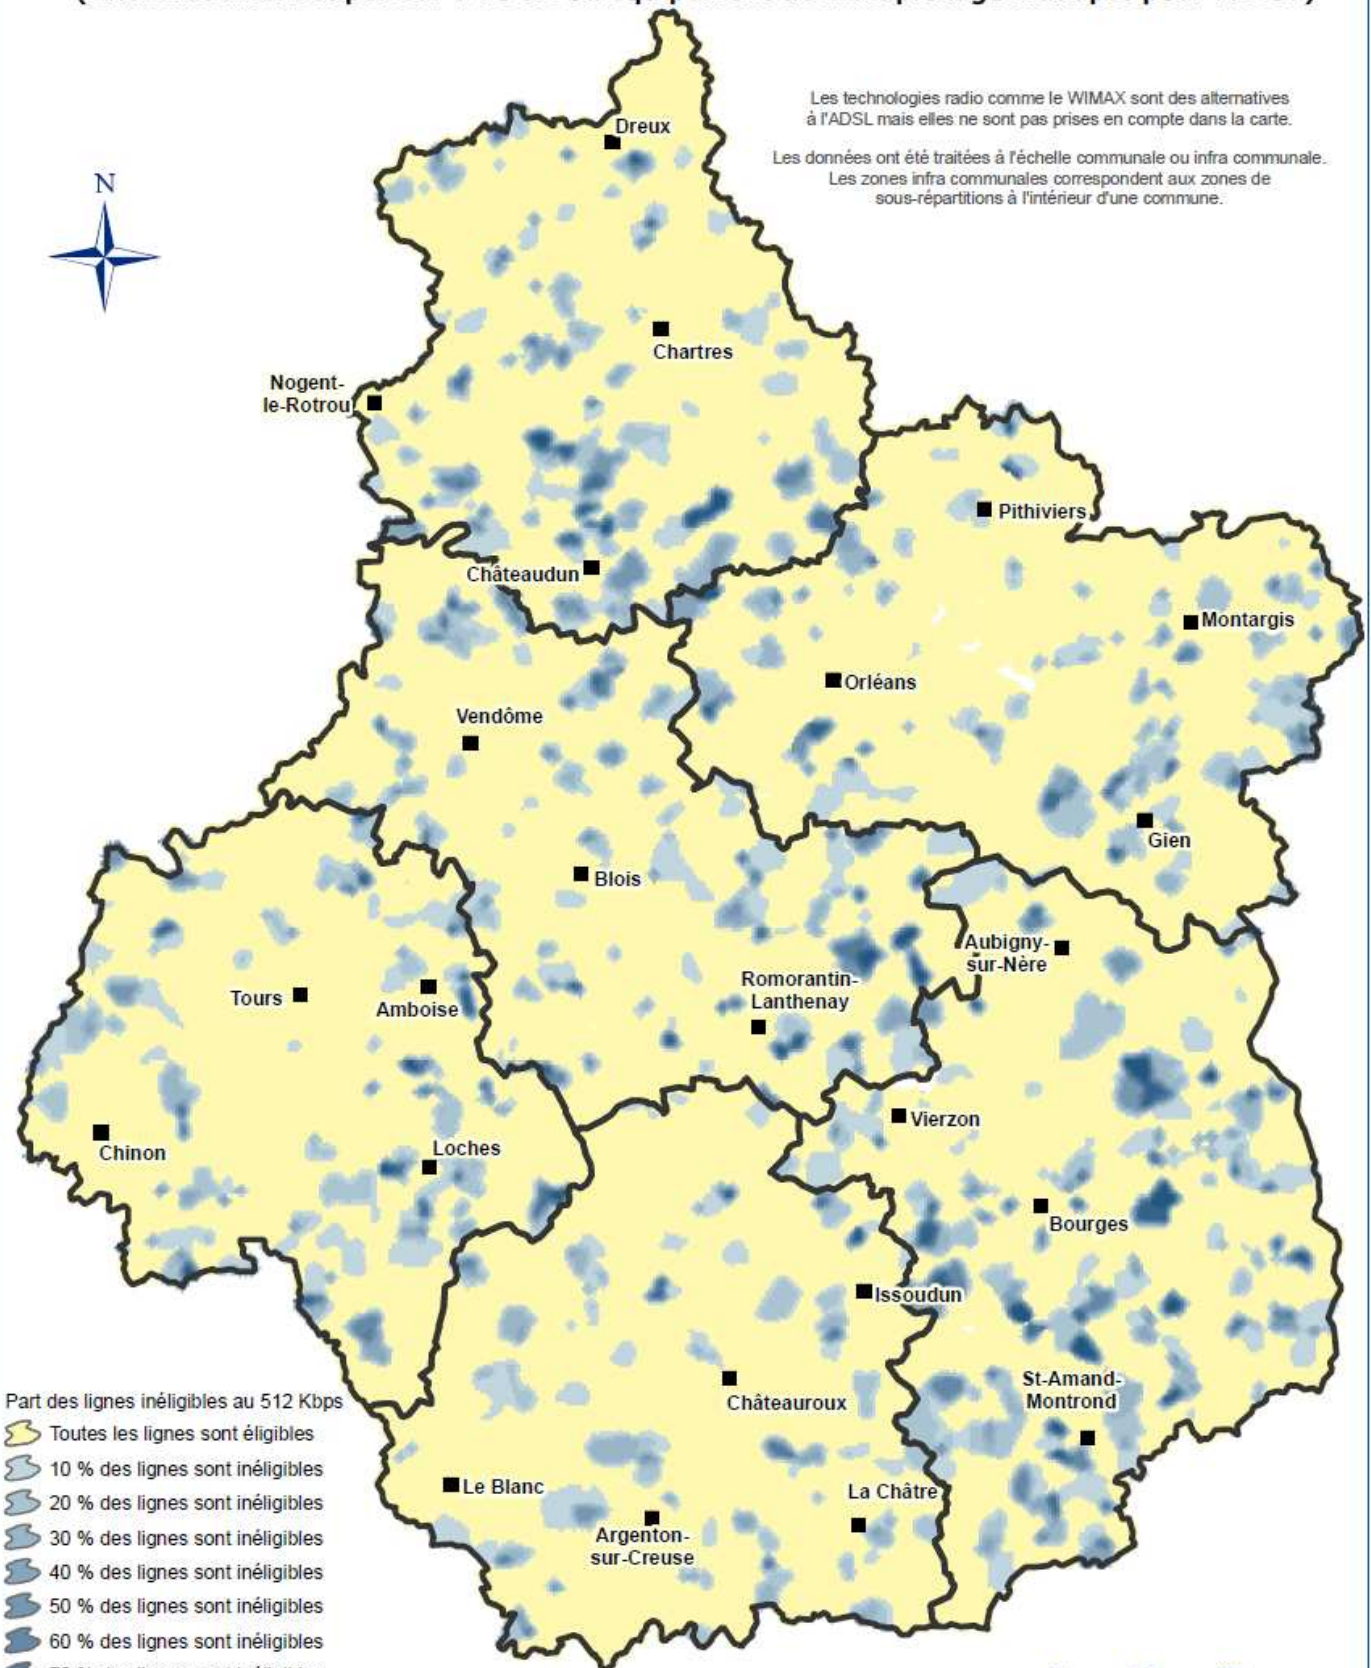 Les technologies radio comme le WIMAX sont des alternatives
à l'ADSL mais elles ne sont pas prises en compte dans la carte.
Les données ont été traitées à l'échelle communale ou infra communale.
Les zones infra communales correspondent aux zones de
sous-répartitions à l'intérieur d'une commune.
N
Dreux
Chartres
Nogent-
le-Rotrou
Pithiviers
Châteaudun
Montargis
Orléans
Vendôme
Gien
Blois
Aubigny-
sur-Nère
Romorantin-
Lanthenay
Tours
Amboise
Vierzon
Chinon
Loches
Bourges
Issoudun
St-Amand-
Montrond
Châteauroux
Le Blanc
La Châtre
Argenton-
sur-Creuse
Part des lignes inéligibles au 512 Kbps
Toutes les lignes sont éligibles
10 % des lignes sont inéligibles
20 % des lignes sont inéligibles
30 % des lignes sont inéligibles
40 % des lignes sont inéligibles
50 % des lignes sont inéligibles
60 % des lignes sont inéligibles